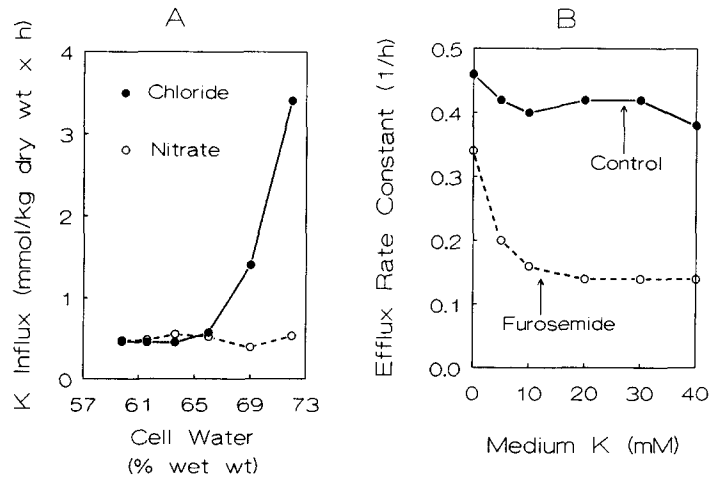 A
K Influx (mmol/kg dry wt x h)
4
3
2
1
0
Chloride
Nitrate
57 61 65 69 73
Cell Water
(% wet wt)
B
Efflux Rate Constant (1/h)
0.5
0.4
0.3
0.2
0.1
0.0
Control
Furosemide
0 10 20 30 40
Medium K (mM)